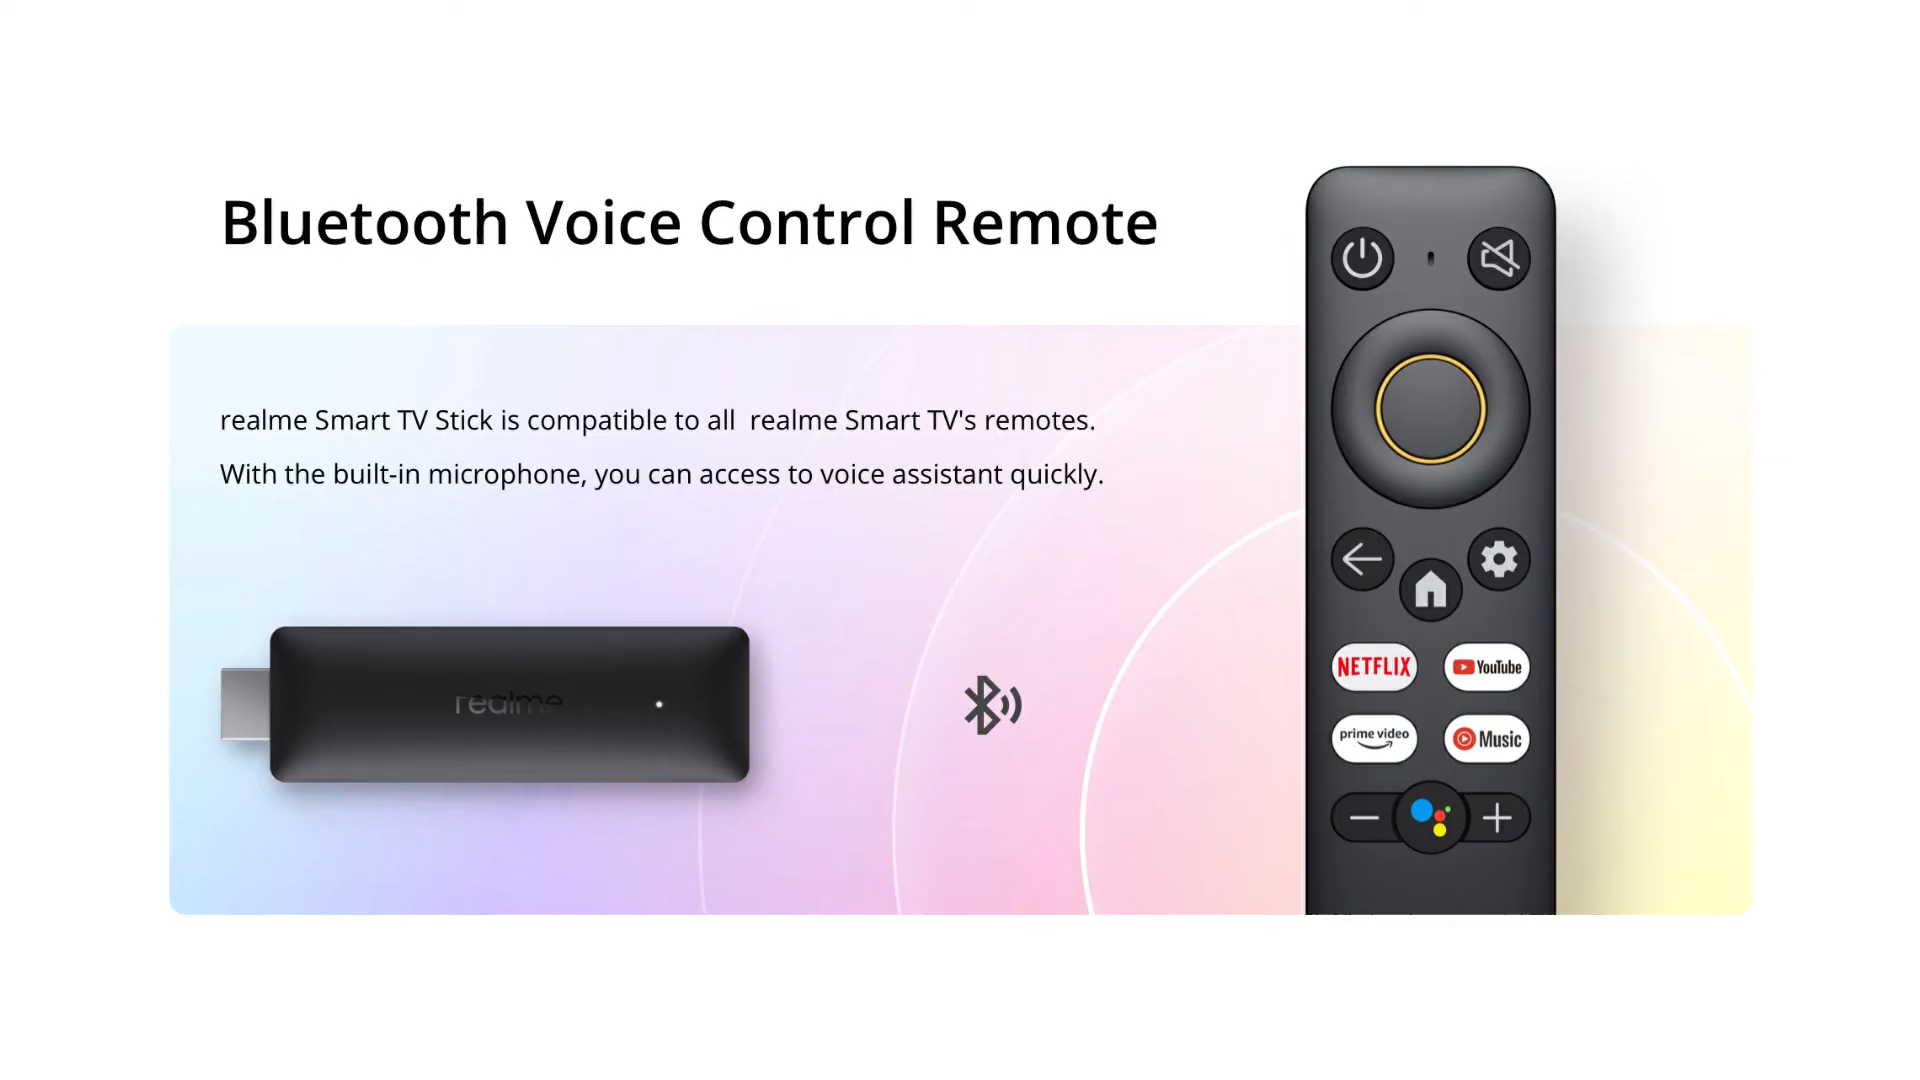 Bluetooth Voice Control Remote
realme Smart TV Stick is compatible to all  realme Smart TV's remotes.
With the built-in microphone, you can access to voice assistant quickly.
realme
NETFLIX
YouTube
prime video
Music